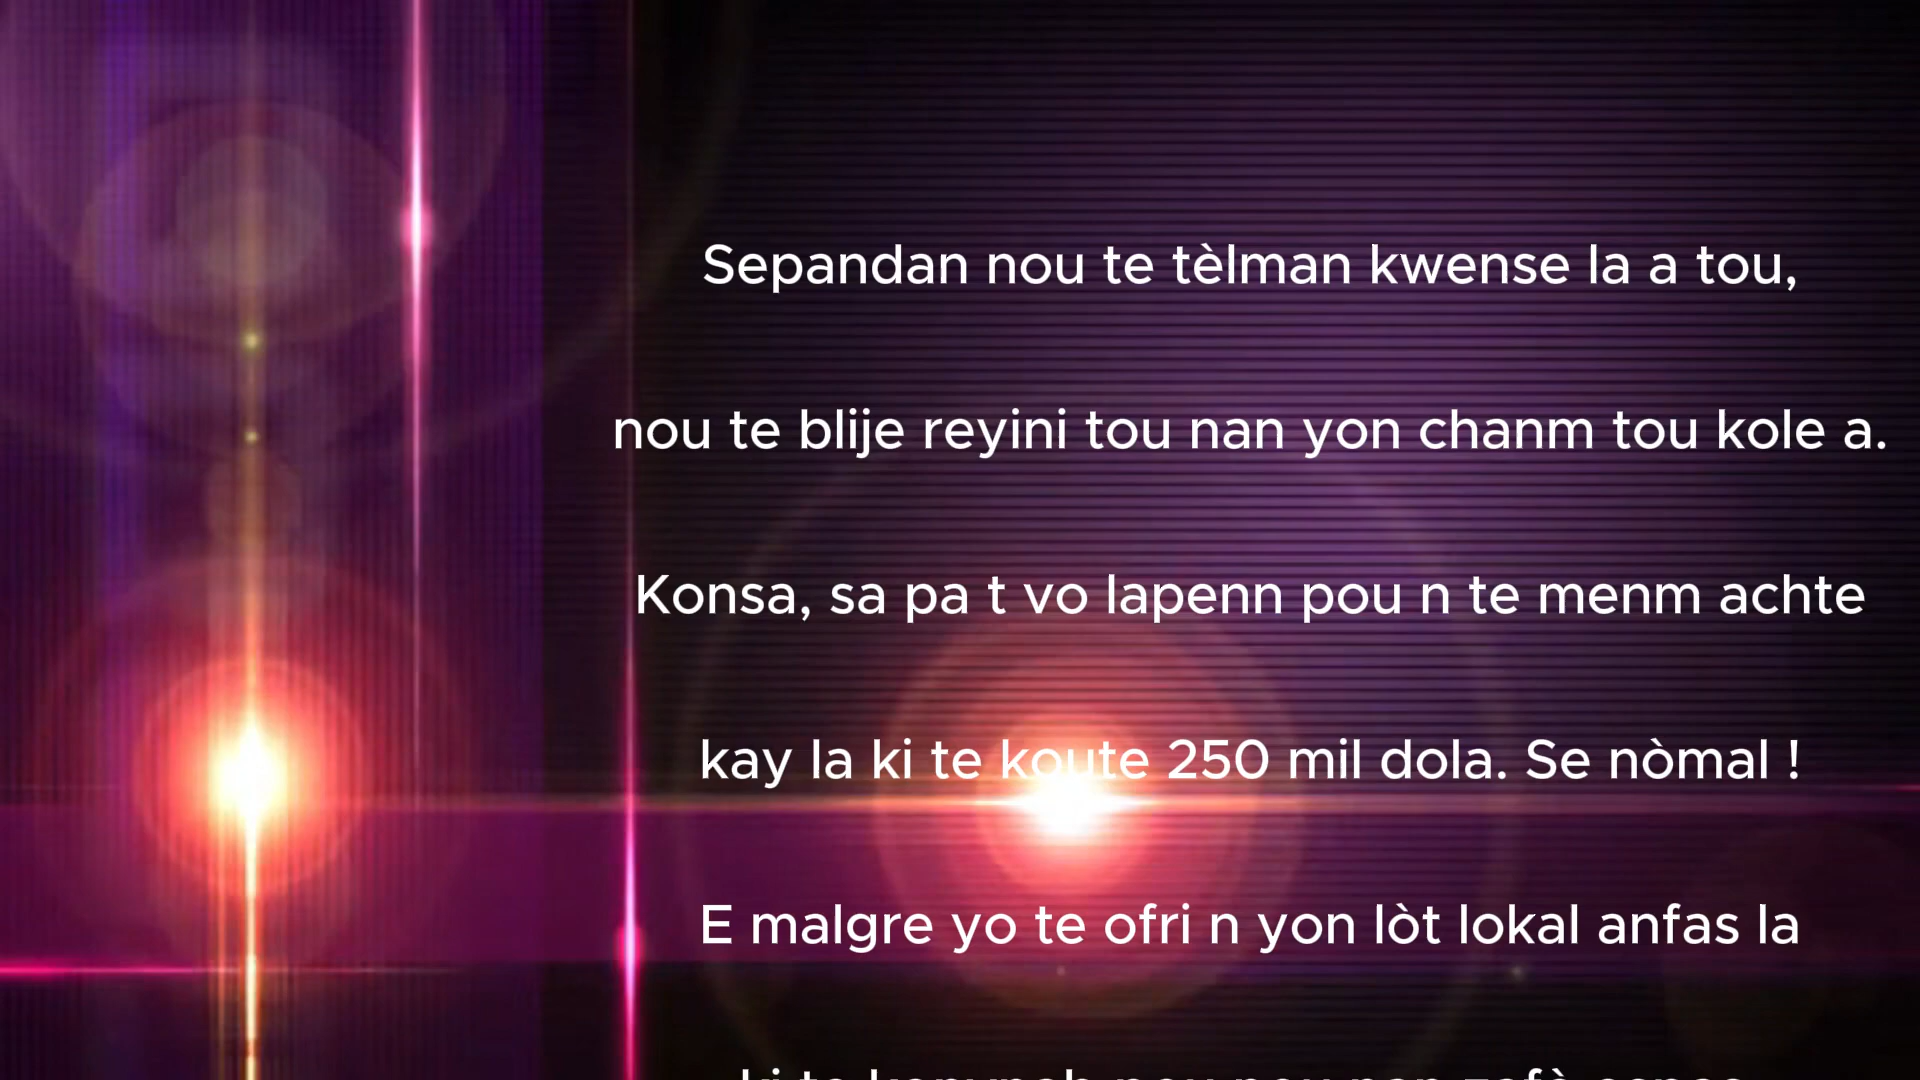 Sepandan nou te tèlman kwense la a tou,
nou te blije reyini tou nan yon chanm tou kole a.
Konsa, sa pa t vo lapenn pou n te menm achte
kay la ki te koute 250 mil dola. Se nòmal !
E malgre yo te ofri n yon lòt lokal anfas la